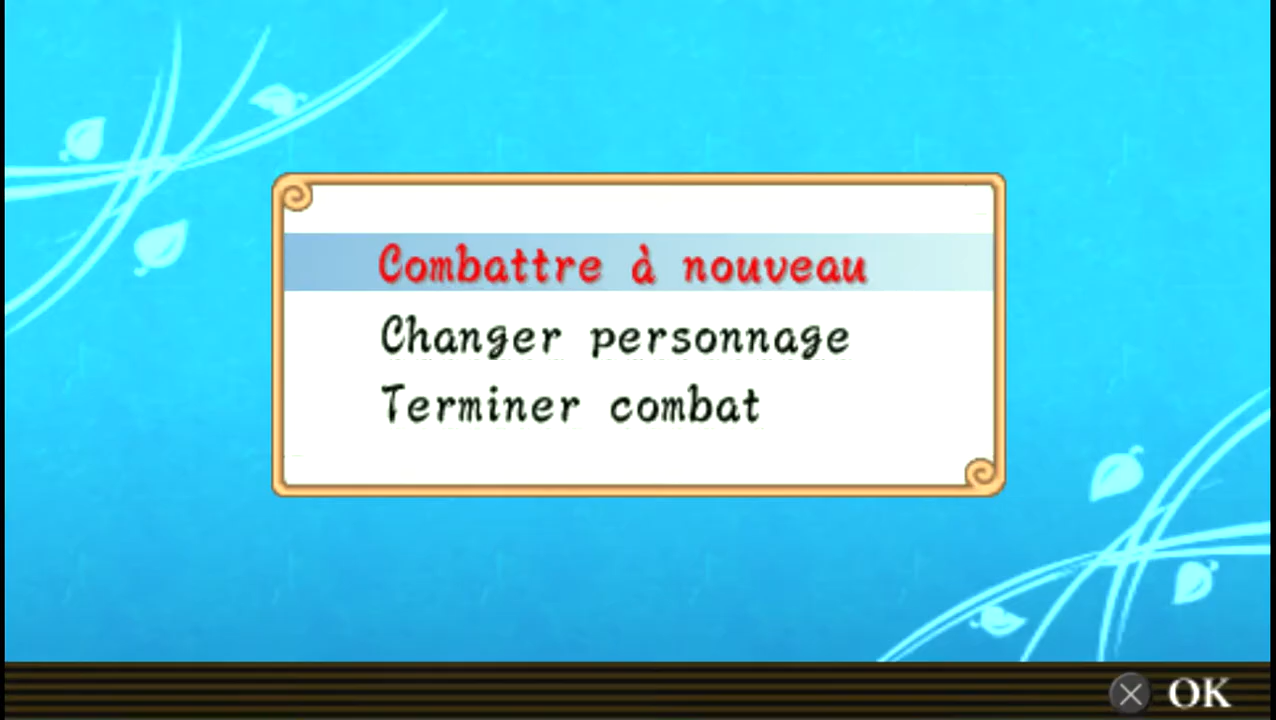 Combattre à nouveau
Changer personnage
Terminer combat
OK